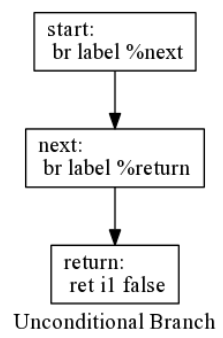 start:
br label %next
next:
br label %return
return:
ret i1 false
Unconditional Branch